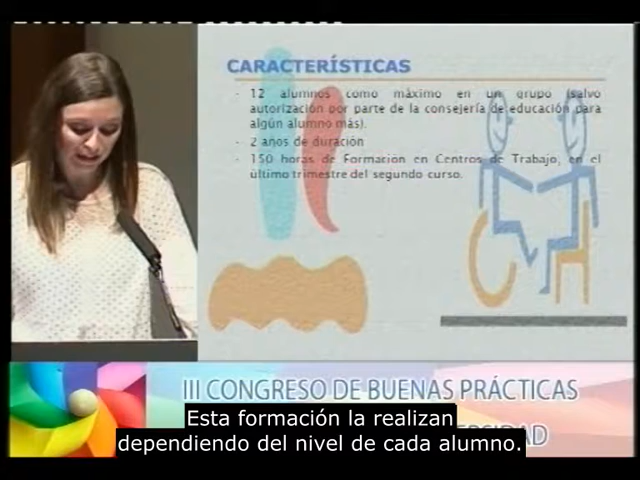 CARACTERÍSTICAS
- 12 alumnos como máximo en un grupo (salvo
autorización por parte de la consejería de educación para
algún alumno más).
- 2 años de duración
- 150 horas de Formación en Centros de Trabajo, en el
último trimestre del segundo curso.
III CONGRESO DE BUENAS PRÁCTICAS
Esta formación la realizan
dependiendo del nivel de cada alumno.